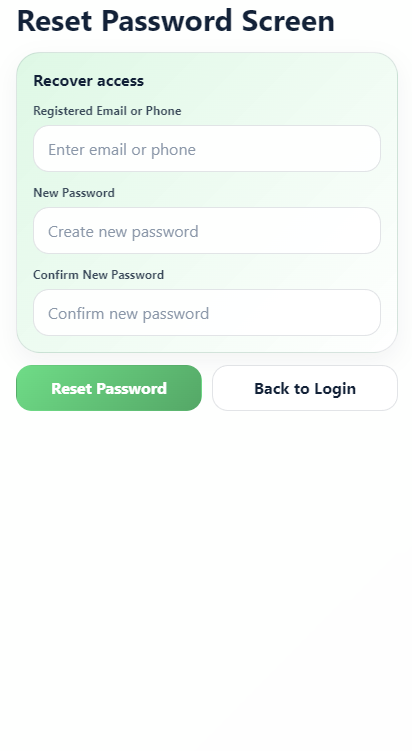 Reset Password Screen
Recover access
Registered Email or Phone
Enter email or phone
New Password
Create new password
Confirm New Password
Confirm new password
Reset Password
Back to Login